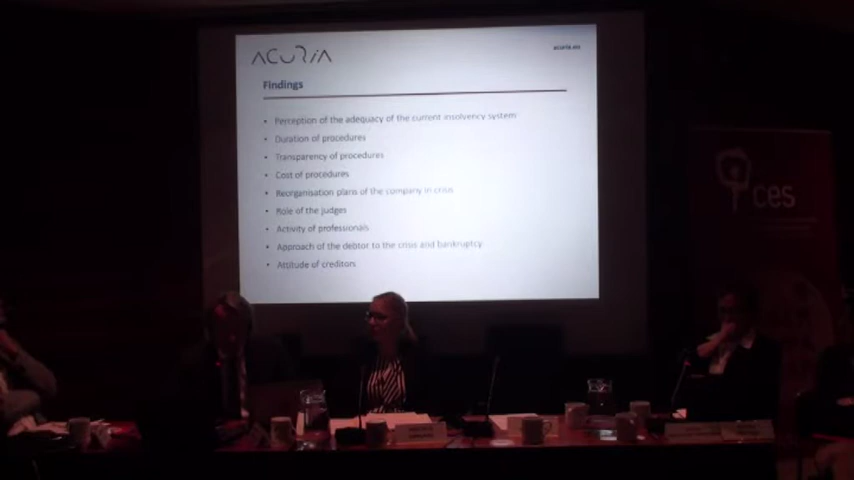 ACURIA
acuria.eu
Findings
• Perception of the adequacy of the current insolvency system
• Duration of procedures
• Transparency of procedures
• Cost of procedures
• Reorganisation plans of the company in crisis
• Role of the judges
• Activity of professionals
• Approach of the debtor to the crisis and bankruptcy
• Attitude of creditors
ces